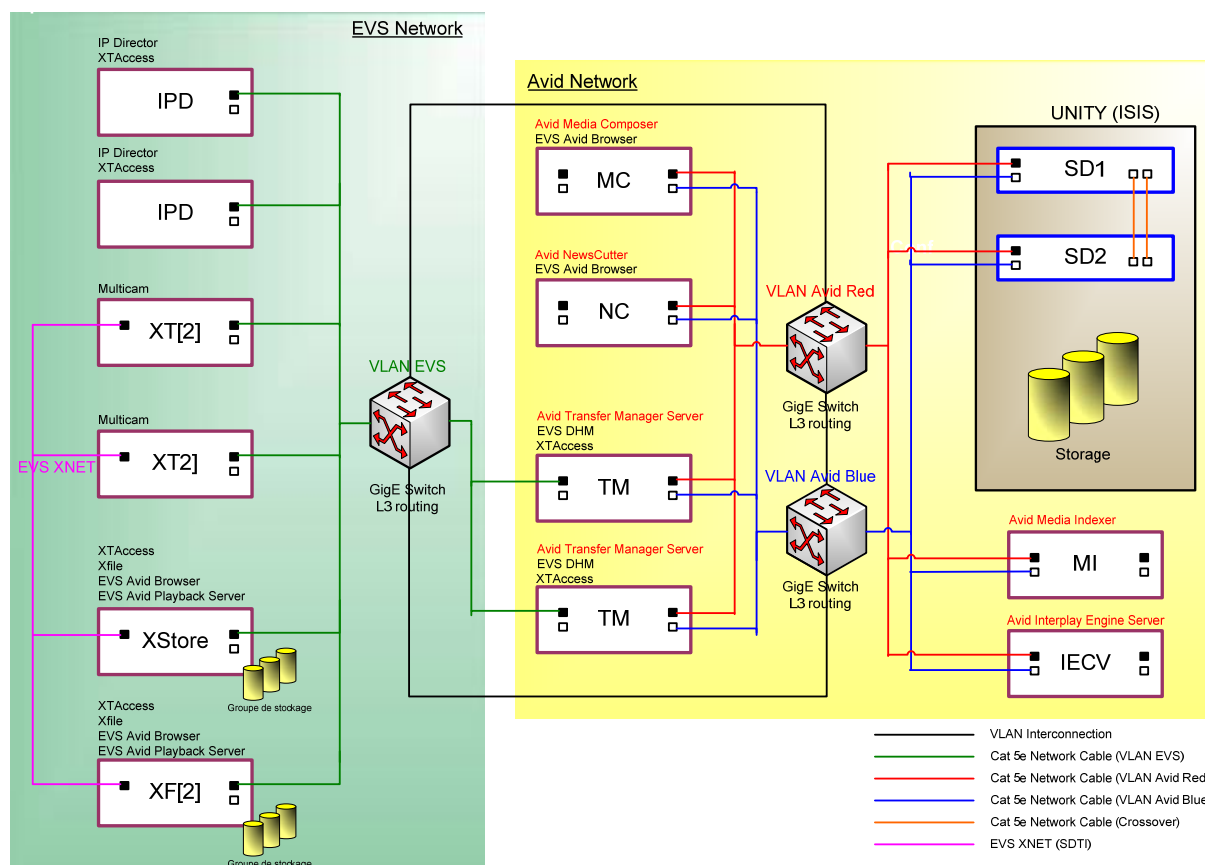 EVS Network
IP Director
XTAccess
IPD
IP Director
XTAccess
IPD
Multicam
XT[2]
Multicam
XT2]
EVS XNET
XTAccess
Xfile
EVS Avid Browser
EVS Avid Playback Server
XStore
Groupe de stockage
XTAccess
Xfile
EVS Avid Browser
EVS Avid Playback Server
XF[2]
Groupe de stockage
VLAN EVS
GigE Switch
L3 routing
Avid Network
Avid Media Composer
EVS Avid Browser
MC
Avid NewsCutter
EVS Avid Browser
NC
Avid Transfer Manager Server
EVS DHM
XTAccess
TM
Avid Transfer Manager Server
EVS DHM
XTAccess
TM
VLAN Avid Red
GigE Switch
L3 routing
VLAN Avid Blue
GigE Switch
L3 routing
UNITY (ISIS)
SD1
SD2
Storage
Avid Media Indexer
MI
Avid Interplay Engine Server
IECV
VLAN Interconnection
Cat 5e Network Cable (VLAN EVS)
Cat 5e Network Cable (VLAN Avid Red
Cat 5e Network Cable (VLAN Avid Blue
Cat 5e Network Cable (Crossover)
EVS XNET (SDTI)